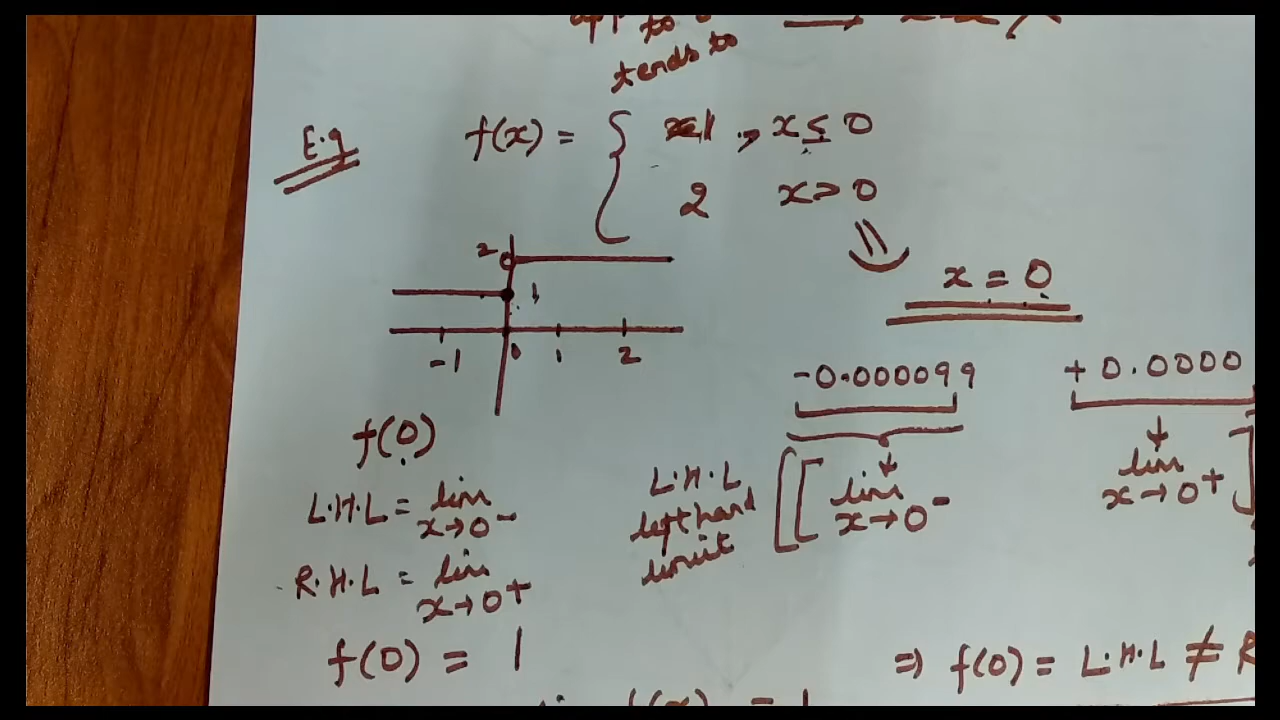 to
tends to
E.g f(x) = { 1 , x ≤ 0
2 x > 0
x = 0
2
1
-1 0 1 2
-0.000099 + 0.0000
f(0)
L.H.L = lim x→0-
R.H.L = lim x→0+
L.H.L
left hand
limit
[[ lim x→0-
lim x→0+ ]
f(0) = 1
⇒ f(0) = L.H.L ≠ R